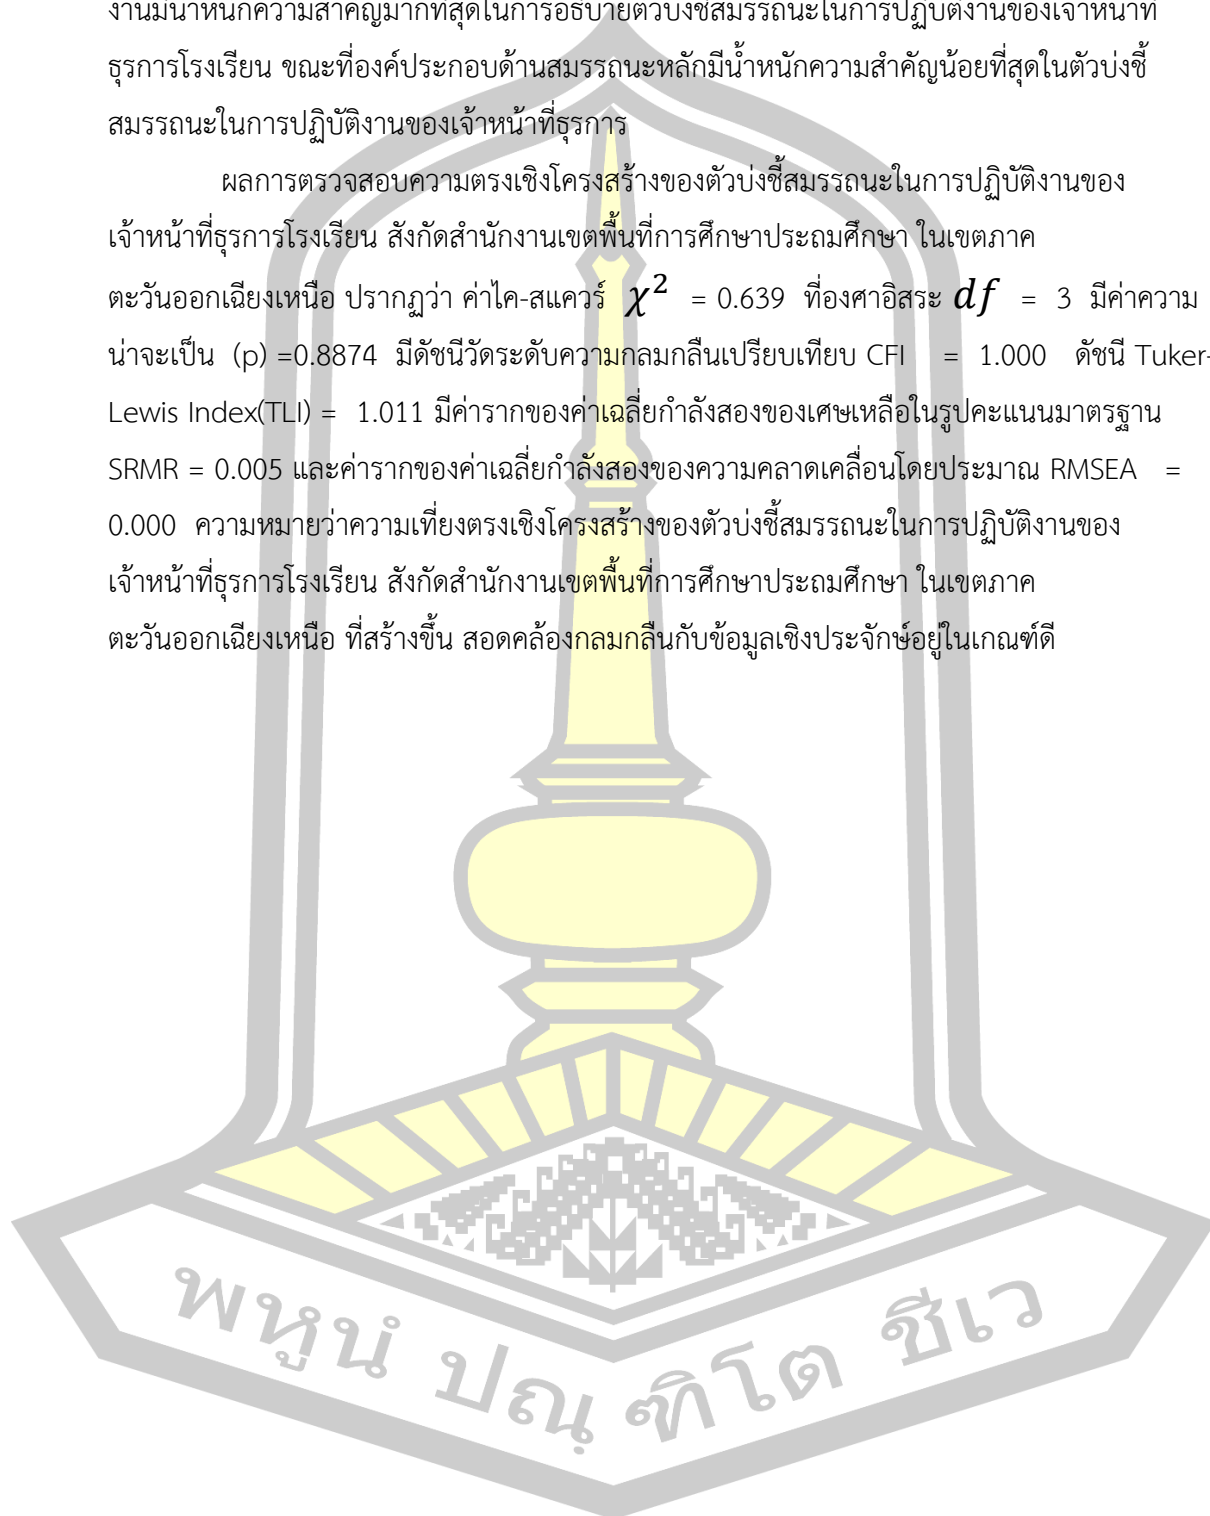 งานมีน้ำหนักความสำคัญมากที่สุดในการอธิบายตัวบ่งชี้สมรรถนะในการปฏิบัติงานของเจ้าหน้าที่
ธุรการโรงเรียน ขณะที่องค์ประกอบด้านสมรรถนะหลักมีน้ำหนักความสำคัญน้อยที่สุดในตัวบ่งชี้
สมรรถนะในการปฏิบัติงานของเจ้าหน้าที่ธุรการ
ผลการตรวจสอบความตรงเชิงโครงสร้างของตัวบ่งชี้สมรรถนะในการปฏิบัติงานของ
เจ้าหน้าที่ธุรการโรงเรียน สังกัดสำนักงานเขตพื้นที่การศึกษาประถมศึกษา ในเขตภาค
ตะวันออกเฉียงเหนือ ปรากฏว่า ค่าไค-สแควร์ χ² = 0.639 ที่องศาอิสระ df = 3 มีค่าความ
น่าจะเป็น (p) =0.8874 มีดัชนีวัดระดับความกลมกลืนเปรียบเทียบ CFI = 1.000 ดัชนี Tuker-
Lewis Index(TLI) = 1.011 มีค่ารากของค่าเฉลี่ยกำลังสองของเศษเหลือในรูปคะแนนมาตรฐาน
SRMR = 0.005 และค่ารากของค่าเฉลี่ยกำลังสองของความคลาดเคลื่อนโดยประมาณ RMSEA =
0.000 ความหมายว่าความเที่ยงตรงเชิงโครงสร้างของตัวบ่งชี้สมรรถนะในการปฏิบัติงานของ
เจ้าหน้าที่ธุรการโรงเรียน สังกัดสำนักงานเขตพื้นที่การศึกษาประถมศึกษา ในเขตภาค
ตะวันออกเฉียงเหนือ ที่สร้างขึ้น สอดคล้องกลมกลืนกับข้อมูลเชิงประจักษ์อยู่ในเกณฑ์ดี
พหูนํ ปณฺฑิโต ชีเว